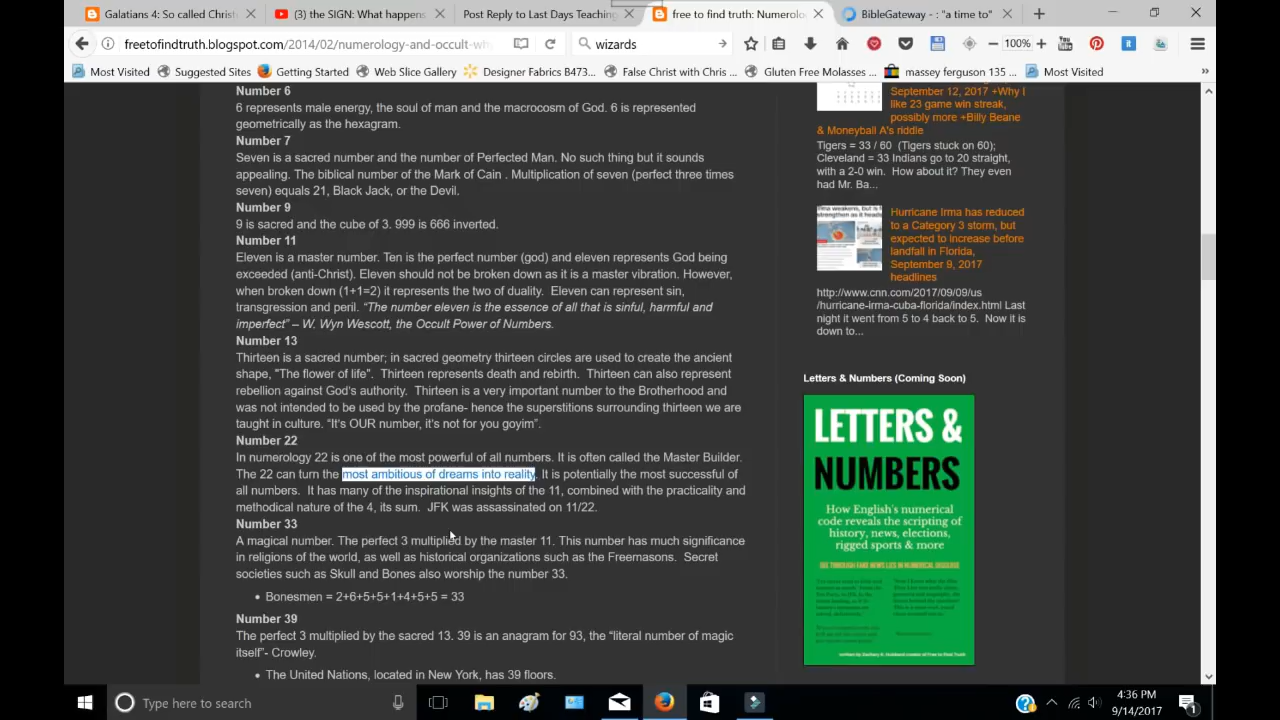 Galatians 4: So called Christi
(3) the SIGN: What happens
Post Reply to Last Days Teaching
free to find truth: Numerolo
BibleGateway - : "a time to"
freetofindtruth.blogspot.com/2014/02/numerology-and-occult-wh
wizards
100%
Most Visited
Suggested Sites
Getting Started
Web Slice Gallery
Designer Fabrics B473...
False Christ with Chris ...
Gluten Free Molasses ...
massey ferguson 135 ...
Most Visited
Number 6
6 represents male energy, the soul of man and the macrocosm of God. 6 is represented
geometrically as the hexagram.
Number 7
Seven is a sacred number and the number of Perfected Man. No such thing but it sounds
appealing. The biblical number of the Mark of Cain . Multiplication of seven (perfect three times
seven) equals 21, Black Jack, or the Devil.
Number 9
9 is sacred as the cube of 3, 999 is 666 inverted.
Number 11
Eleven is a sacred number. Ten is the perfect number (god) and eleven represents God being
defied (anti-Christ). Eleven should not be broken down as it is a master vibration. However,
when broken down (1+1=2) it represents the two of duality. Eleven can represent sin,
transgression and peril. "The number eleven is the essence of all that is sinful, harmful and
imperfect" – W. Wyn Wescott, the Occult Power of Numbers.
Number 13
Thirteen is a sacred number; in sacred geometry thirteen circles are used to create the ancient
shape, "The flower of life". Thirteen represents death and rebirth. Thirteen can also represent
rebellion against God's authority. Thirteen is a very important number to the Brotherhood and
was not intended to be used by the profane- hence the superstitions surrounding thirteen we are
taught in culture. "It's OUR number, it's not for you goyim".
Number 22
In numerology 22 is one of the most powerful of all numbers. It is often called the Master Builder.
The 22 can turn the most ambitious of dreams into reality. It is potentially the most successful of
all numbers. It has many of the inspirational insights of the 11, combined with the practicality and
methodical nature of the 4, its sum. JFK was assassinated on 11/22.
Number 33
A magical number. The perfect 3 multiplied by the master 11. This number has much significance
in religions of the world, as well as historical organizations such as the Freemasons. Secret
societies such as Skull and Bones also worship the number 33.
Bonesmen = 2+6+5+5+1+4+5+5 = 33
Number 39
The perfect 3 multiplied by the sacred 13. 39 is an anagram for 93, the "literal number of magic
itself"- Crowley.
The United Nations, located in New York, has 39 floors.
September 12, 2017 +Why I
like 23 game win streak,
possibly more +Billy Beane
& Moneyball A's riddle
Tigers = 33 / 60 (Tigers stuck on 60);
Cleveland = 33 Indians go to 20 straight,
with a 2-0 win. How about it? They even
had Mr. Ba...
Hurricane Irma has reduced
to a Category 3 storm, but
expected to increase before
landfall in Florida,
September 9, 2017
headlines
http://www.cnn.com/2017/09/09/us
/hurricane-irma-cuba-florida/index.html Last
night it went from 5 to 4 back to 5. Now it is
down to...
Letters & Numbers (Coming Soon)
LETTERS &
NUMBERS
How English's numerical
code reveals the scripting of
history, news, elections,
rigged sports & more
Type here to search
4:36 PM
9/14/2017